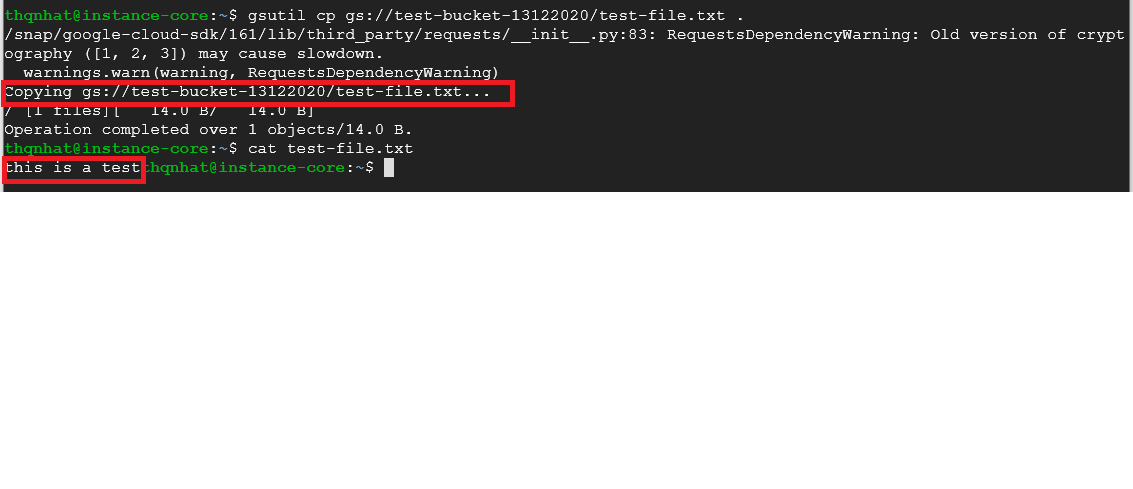 thqnhat@instance-core:~$ gsutil cp gs://test-bucket-13122020/test-file.txt .
/snap/google-cloud-sdk/161/lib/third_party/requests/__init__.py:83: RequestsDependencyWarning: Old version of crypt
ography ([1, 2, 3]) may cause slowdown.
  warnings.warn(warning, RequestsDependencyWarning)
Copying gs://test-bucket-13122020/test-file.txt...
/ [1 files][   14.0 B/   14.0 B]
Operation completed over 1 objects/14.0 B.
thqnhat@instance-core:~$ cat test-file.txt
this is a testthqnhat@instance-core:~$